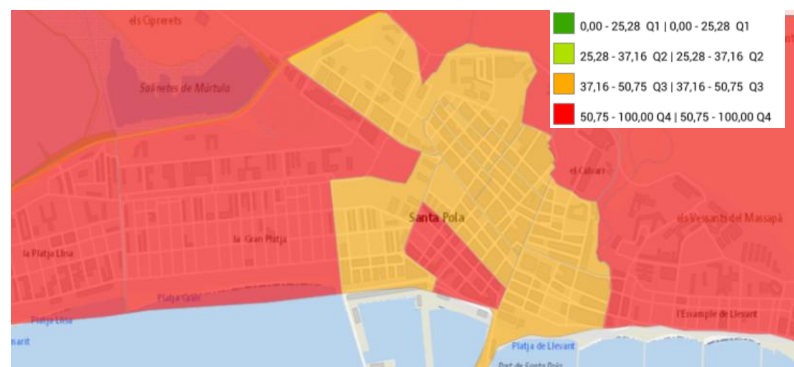 els Ciprerets
0,00 - 25,28 Q1 | 0,00 - 25,28 Q1
25,28 - 37,16 Q2 | 25,28 - 37,16 Q2
37,16 - 50,75 Q3 | 37,16 - 50,75 Q3
50,75 - 100,00 Q4 | 50,75 - 100,00 Q4
Salinetes de Múrtula
el Calvari
Santa Pola
els Vessants del Massapà
la Gran Platja
la Platja Llisa
Platja Gran
l'Eixample de Llevant
Platja Llisa
Platja de Llevant
Port de Santa Pola